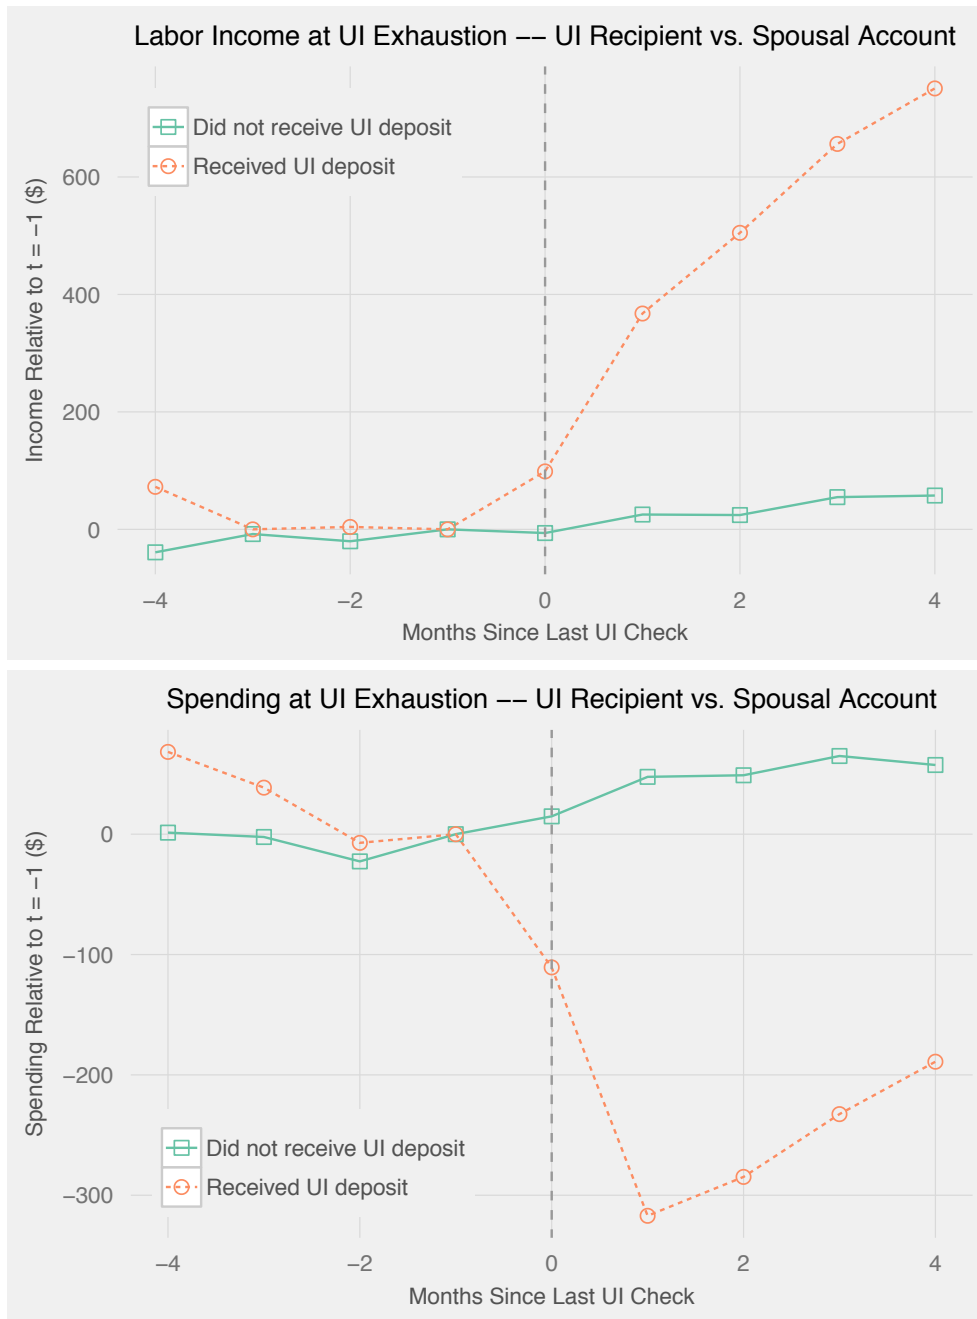 Labor Income at UI Exhaustion −− UI Recipient vs. Spousal Account
Did not receive UI deposit
Received UI deposit
600
400
200
0
Income Relative to t = −1 ($)
−4
−2
0
2
4
Months Since Last UI Check
Spending at UI Exhaustion −− UI Recipient vs. Spousal Account
0
−100
−200
−300
Spending Relative to t = −1 ($)
Did not receive UI deposit
Received UI deposit
−4
−2
0
2
4
Months Since Last UI Check